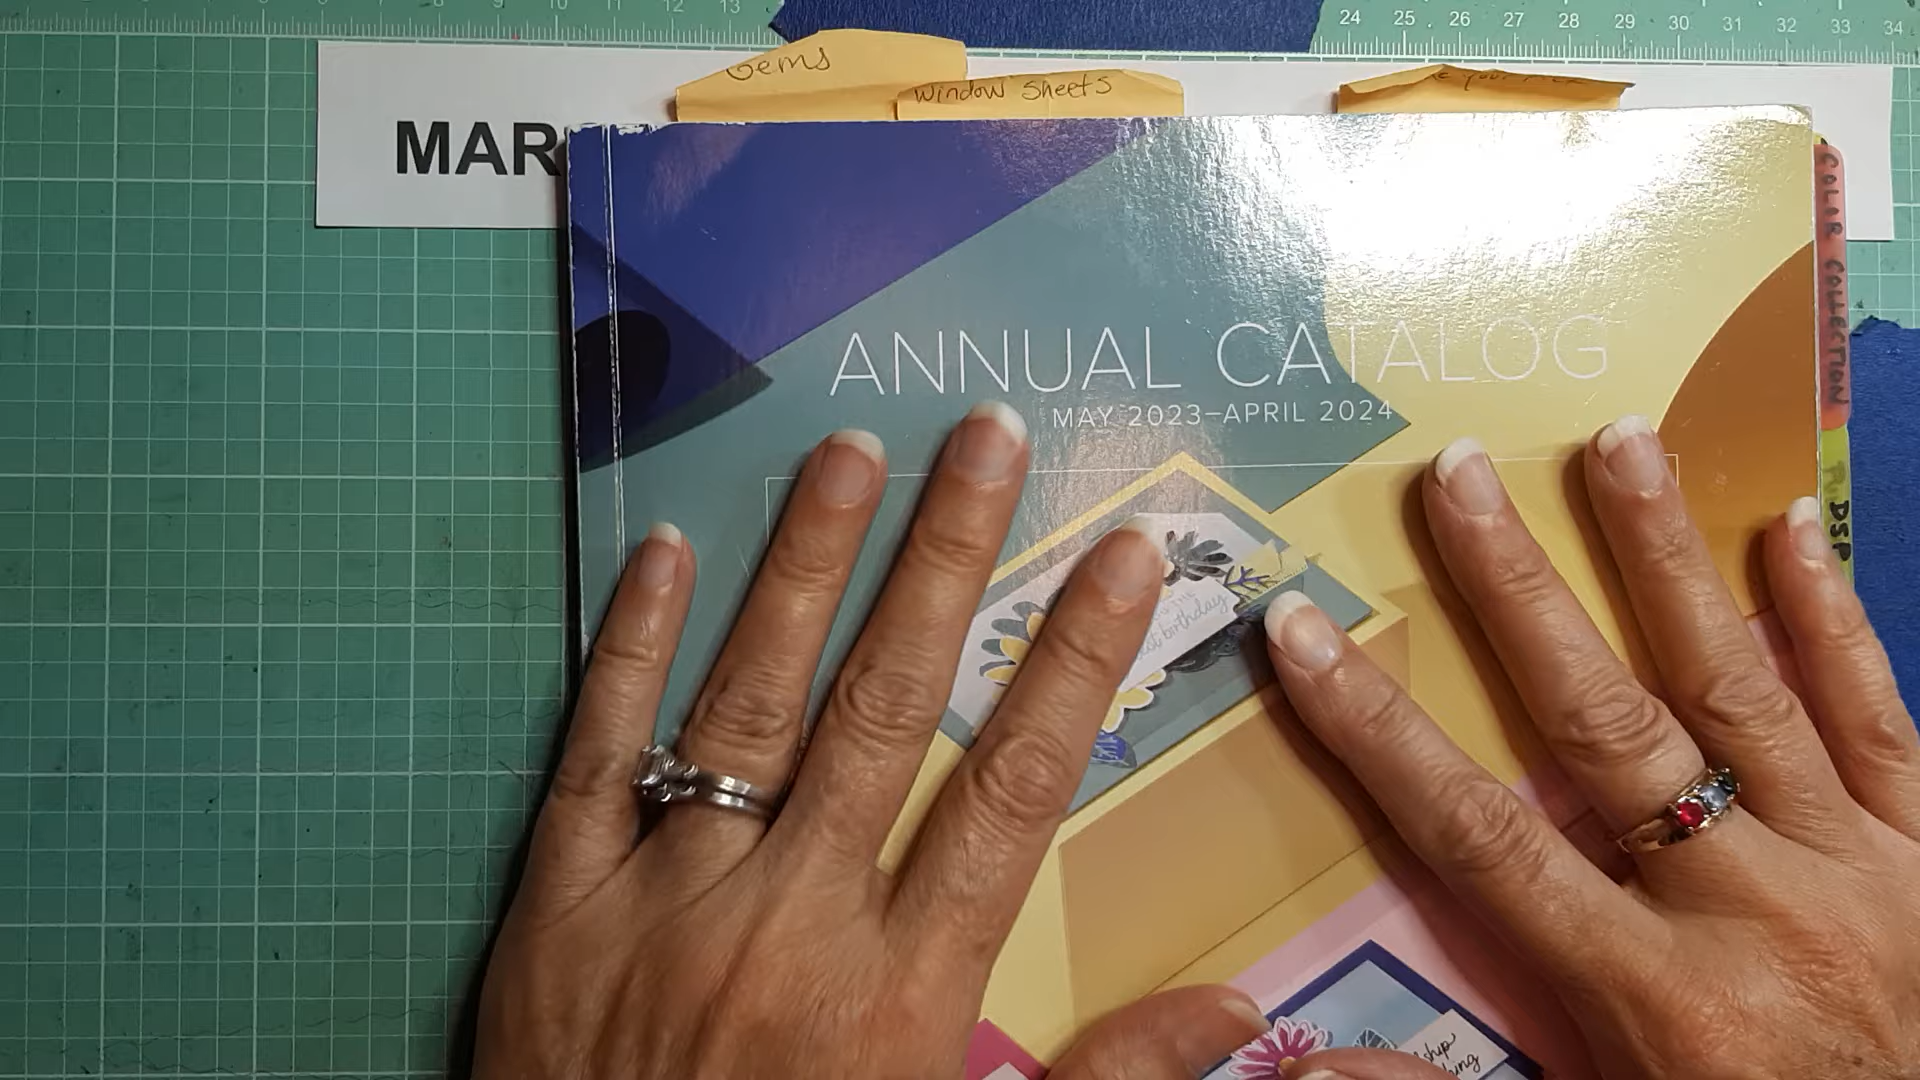 12 13 24 25 26 27 28 29 30 31 32 33 34
Gems
Window Sheets
MAR
COLOR COLLECTION
ANNUAL CATALOG
MAY 2023–APRIL 2024
DSP
birthday